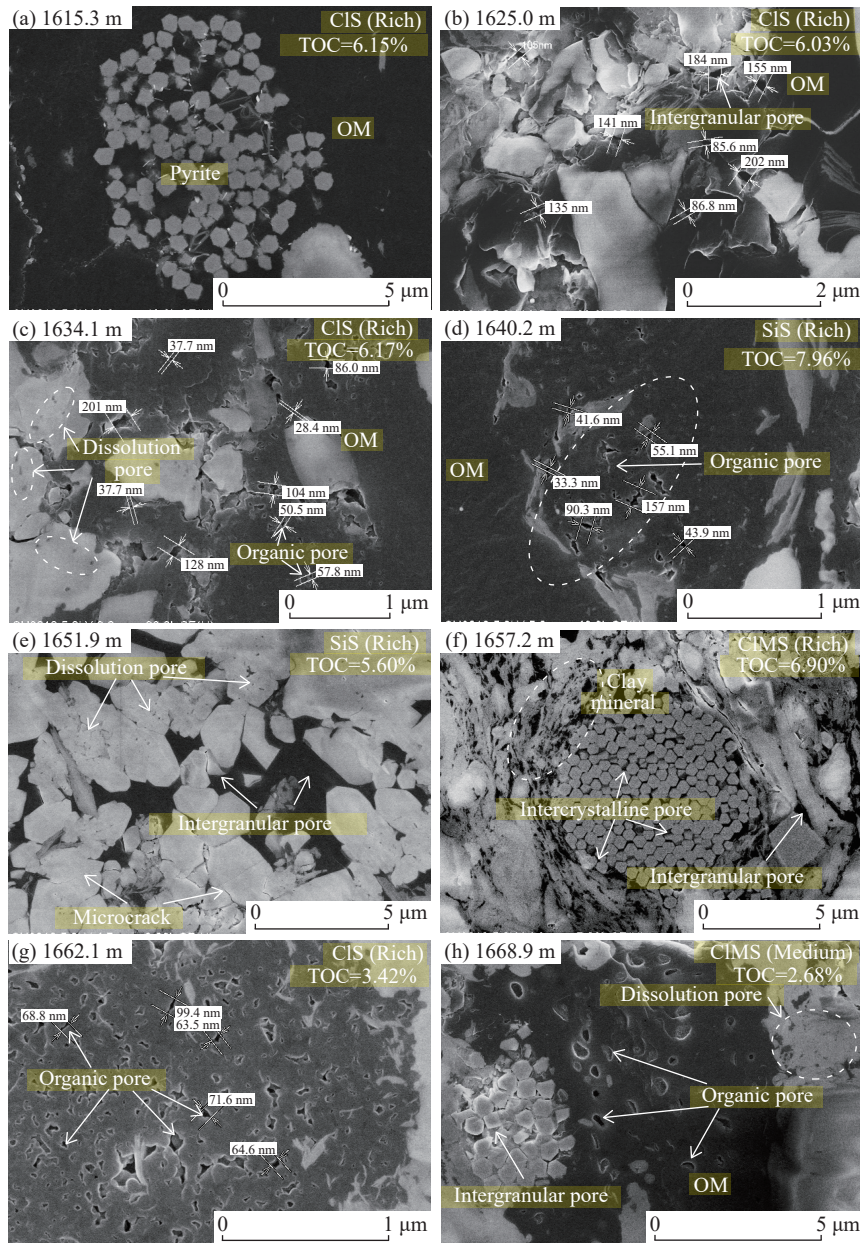 (a) 1615.3 m
ClS (Rich)
TOC=6.15%
OM
Pyrite
0
5 μm
(b) 1625.0 m
ClS (Rich)
TOC=6.03%
184 nm
155 nm
OM
Intergranular pore
141 nm
85.6 nm
202 nm
135 nm
86.8 nm
0
2 μm
(c) 1634.1 m
ClS (Rich)
TOC=6.17%
37.7 nm
86.0 nm
201 nm
28.4 nm
OM
Dissolution
pore
37.7 nm
104 nm
50.5 nm
Organic pore
128 nm
57.8 nm
0
1 μm
(d) 1640.2 m
SiS (Rich)
TOC=7.96%
41.6 nm
55.1 nm
OM
Organic pore
33.3 nm
157 nm
90.3 nm
43.9 nm
0
1 μm
(e) 1651.9 m
SiS (Rich)
TOC=5.60%
Dissolution pore
Intergranular pore
Microcrack
0
5 μm
(f) 1657.2 m
ClMS (Rich)
TOC=6.90%
Clay
mineral
Intercrystalline pore
Intergranular pore
0
5 μm
(g) 1662.1 m
ClS (Rich)
TOC=3.42%
68.8 nm
99.4 nm
63.5 nm
Organic pore
71.6 nm
64.6 nm
0
1 μm
(h) 1668.9 m
ClMS (Medium)
TOC=2.68%
Dissolution pore
Organic pore
Intergranular pore
OM
0
5 μm